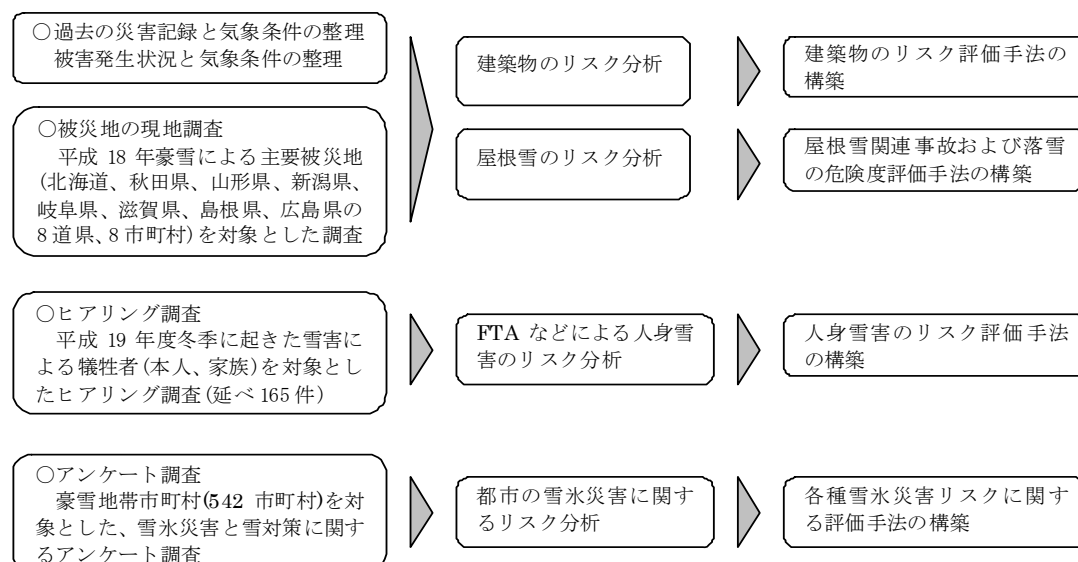 ○過去の災害記録と気象条件の整理
被害発生状況と気象条件の整理
建築物のリスク分析
建築物のリスク評価手法の
構築
○被災地の現地調査
平成 18 年豪雪による主要被災地
(北海道、秋田県、山形県、新潟県、
岐阜県、滋賀県、島根県、広島県の
8 道県、8 市町村)を対象とした調査
屋根雪のリスク分析
屋根雪関連事故および落雪
の危険度評価手法の構築
○ヒアリング調査
平成 19 年度冬季に起きた雪害に
よる犠牲者(本人、家族)を対象とし
たヒアリング調査(延べ 165 件)
FTA などによる人身雪
害のリスク分析
人身雪害のリスク評価手法
の構築
○アンケート調査
豪雪地帯市町村(542 市町村)を対
象とした、雪氷災害と雪対策に関す
るアンケート調査
都市の雪氷災害に関す
るリスク分析
各種雪氷災害リスクに関す
る評価手法の構築